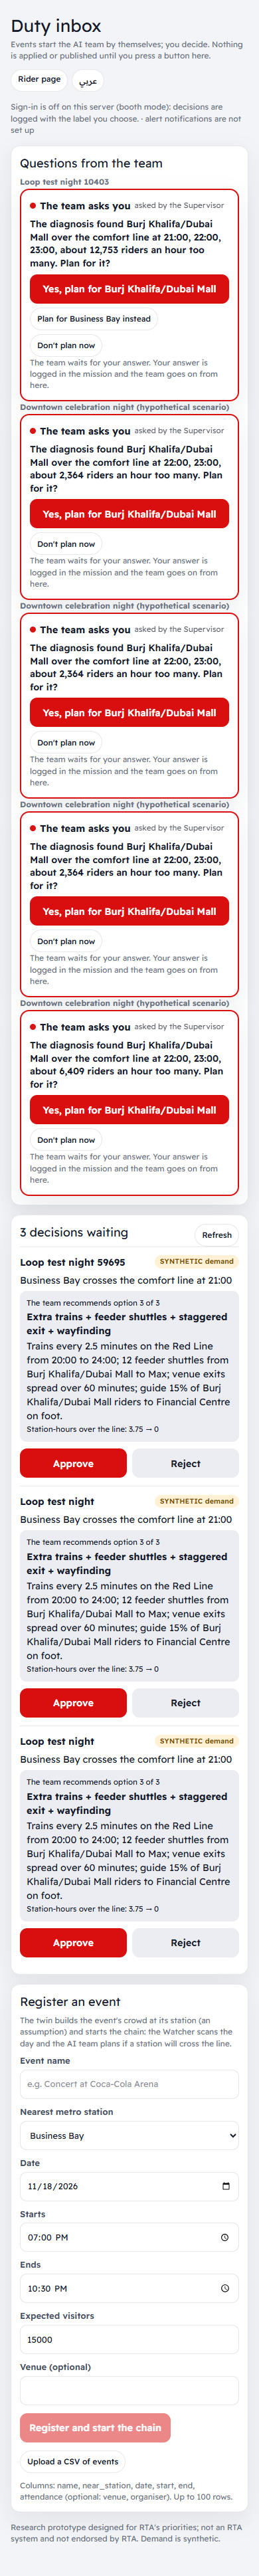 Duty inbox
Events start the AI team by themselves; you decide. Nothing
is applied or published until you press a button here.
Rider page
عربي
Sign-in is off on this server (booth mode): decisions are
logged with the label you choose. · alert notifications are not
set up
Questions from the team
Loop test night 10403
The team asks you asked by the Supervisor
The diagnosis found Burj Khalifa/Dubai
Mall over the comfort line at 21:00, 22:00,
23:00, about 12,753 riders an hour too
many. Plan for it?
Yes, plan for Burj Khalifa/Dubai Mall
Plan for Business Bay instead
Don't plan now
The team waits for your answer. Your answer is
logged in the mission and the team goes on from
here.
Downtown celebration night (hypothetical scenario)
The team asks you asked by the Supervisor
The diagnosis found Burj Khalifa/Dubai
Mall over the comfort line at 22:00, 23:00,
about 2,364 riders an hour too many. Plan
for it?
Yes, plan for Burj Khalifa/Dubai Mall
Don't plan now
The team waits for your answer. Your answer is
logged in the mission and the team goes on from
here.
Downtown celebration night (hypothetical scenario)
The team asks you asked by the Supervisor
The diagnosis found Burj Khalifa/Dubai
Mall over the comfort line at 22:00, 23:00,
about 2,364 riders an hour too many. Plan
for it?
Yes, plan for Burj Khalifa/Dubai Mall
Don't plan now
The team waits for your answer. Your answer is
logged in the mission and the team goes on from
here.
Downtown celebration night (hypothetical scenario)
The team asks you asked by the Supervisor
The diagnosis found Burj Khalifa/Dubai
Mall over the comfort line at 22:00, 23:00,
about 2,364 riders an hour too many. Plan
for it?
Yes, plan for Burj Khalifa/Dubai Mall
Don't plan now
The team waits for your answer. Your answer is
logged in the mission and the team goes on from
here.
Downtown celebration night (hypothetical scenario)
The team asks you asked by the Supervisor
The diagnosis found Burj Khalifa/Dubai
Mall over the comfort line at 22:00, 23:00,
about 6,409 riders an hour too many. Plan
for it?
Yes, plan for Burj Khalifa/Dubai Mall
Don't plan now
The team waits for your answer. Your answer is
logged in the mission and the team goes on from
here.
3 decisions waiting
Refresh
Loop test night 59695 SYNTHETIC demand
Business Bay crosses the comfort line at 21:00
The team recommends option 3 of 3
Extra trains + feeder shuttles + staggered
exit + wayfinding
Trains every 2.5 minutes on the Red Line
from 20:00 to 24:00; 12 feeder shuttles from
Burj Khalifa/Dubai Mall to Max; venue exits
spread over 60 minutes; guide 15% of Burj
Khalifa/Dubai Mall riders to Financial Centre
on foot.
Station-hours over the line: 3.75 → 0
Approve Reject
Loop test night SYNTHETIC demand
Business Bay crosses the comfort line at 21:00
The team recommends option 3 of 3
Extra trains + feeder shuttles + staggered
exit + wayfinding
Trains every 2.5 minutes on the Red Line
from 20:00 to 24:00; 12 feeder shuttles from
Burj Khalifa/Dubai Mall to Max; venue exits
spread over 60 minutes; guide 15% of Burj
Khalifa/Dubai Mall riders to Financial Centre
on foot.
Station-hours over the line: 3.75 → 0
Approve Reject
Loop test night SYNTHETIC demand
Business Bay crosses the comfort line at 21:00
The team recommends option 3 of 3
Extra trains + feeder shuttles + staggered
exit + wayfinding
Trains every 2.5 minutes on the Red Line
from 20:00 to 24:00; 12 feeder shuttles from
Burj Khalifa/Dubai Mall to Max; venue exits
spread over 60 minutes; guide 15% of Burj
Khalifa/Dubai Mall riders to Financial Centre
on foot.
Station-hours over the line: 3.75 → 0
Approve Reject
Register an event
The twin builds the event's crowd at its station (an
assumption) and starts the chain: the Watcher scans the
day and the AI team plans if a station will cross the line.
Event name
e.g. Concert at Coca-Cola Arena
Nearest metro station
Business Bay
Date
11/18/2026
Starts
07:00 PM
Ends
10:30 PM
Expected visitors
15000
Venue (optional)
Register and start the chain
Upload a CSV of events
Columns: name, near_station, date, start, end,
attendance (optional: venue, organiser). Up to 100 rows.
Research prototype designed for RTA's priorities; not an RTA
system and not endorsed by RTA. Demand is synthetic.